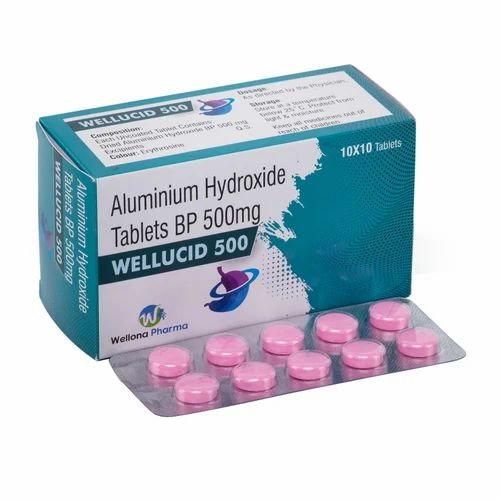 WELLUCID 500
Composition:
Each Uncoated Tablet Contains:
Dried Aluminium Hydroxide BP 500 mg
Excipients Q.S.
Colour: Erythrosine
Dosage:
As directed by the Physician.
Storage
Store at a temperature
below 25°C. Protect from
light & moisture.
Keep all medicines out of
reach of children.
10X10 Tablets
Aluminium Hydroxide
Tablets BP 500mg
WELLUCID 500
W
Wellona Pharma
Aluminium Hydroxide
Tablets BP 500mg
WELLUCID 500